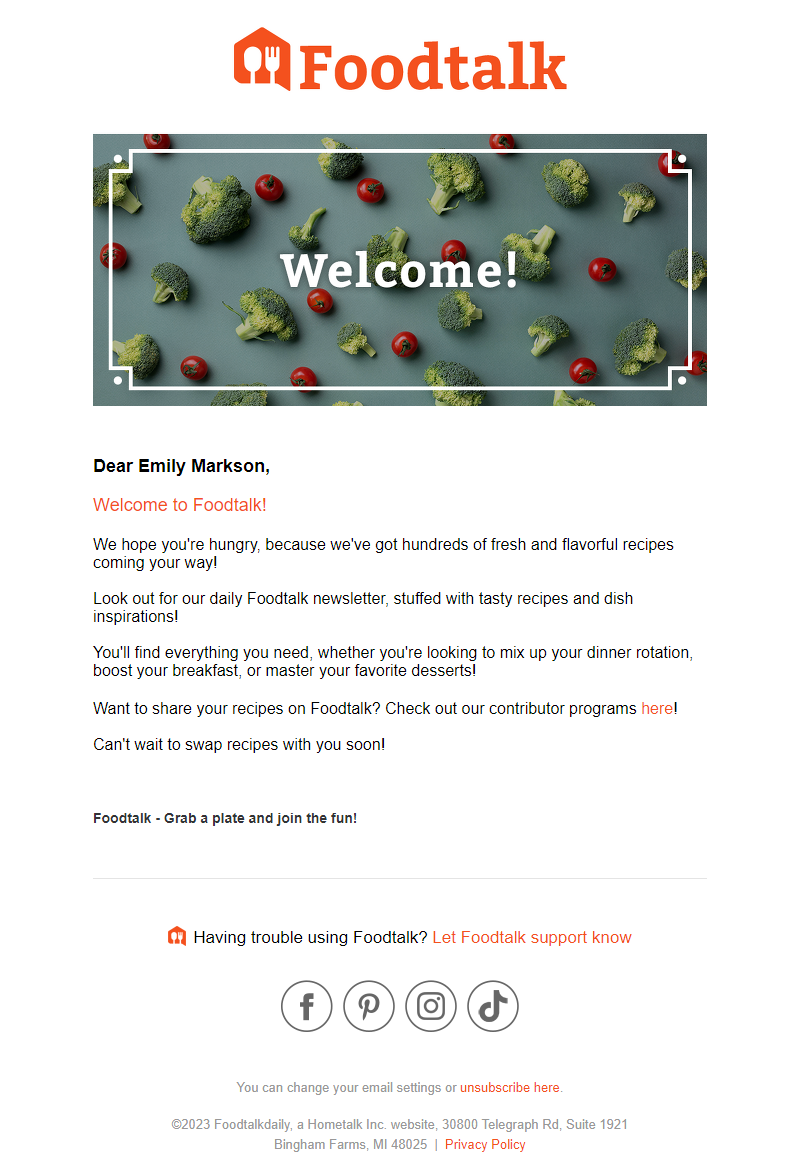 Foodtalk
Welcome!
Dear Emily Markson,
Welcome to Foodtalk!
We hope you're hungry, because we've got hundreds of fresh and flavorful recipes
coming your way!
Look out for our daily Foodtalk newsletter, stuffed with tasty recipes and dish
inspirations!
You'll find everything you need, whether you're looking to mix up your dinner rotation,
boost your breakfast, or master your favorite desserts!
Want to share your recipes on Foodtalk? Check out our contributor programs here!
Can't wait to swap recipes with you soon!
Foodtalk - Grab a plate and join the fun!
Having trouble using Foodtalk? Let Foodtalk support know
You can change your email settings or unsubscribe here.
©2023 Foodtalkdaily, a Hometalk Inc. website, 30800 Telegraph Rd, Suite 1921
Bingham Farms, MI 48025 | Privacy Policy